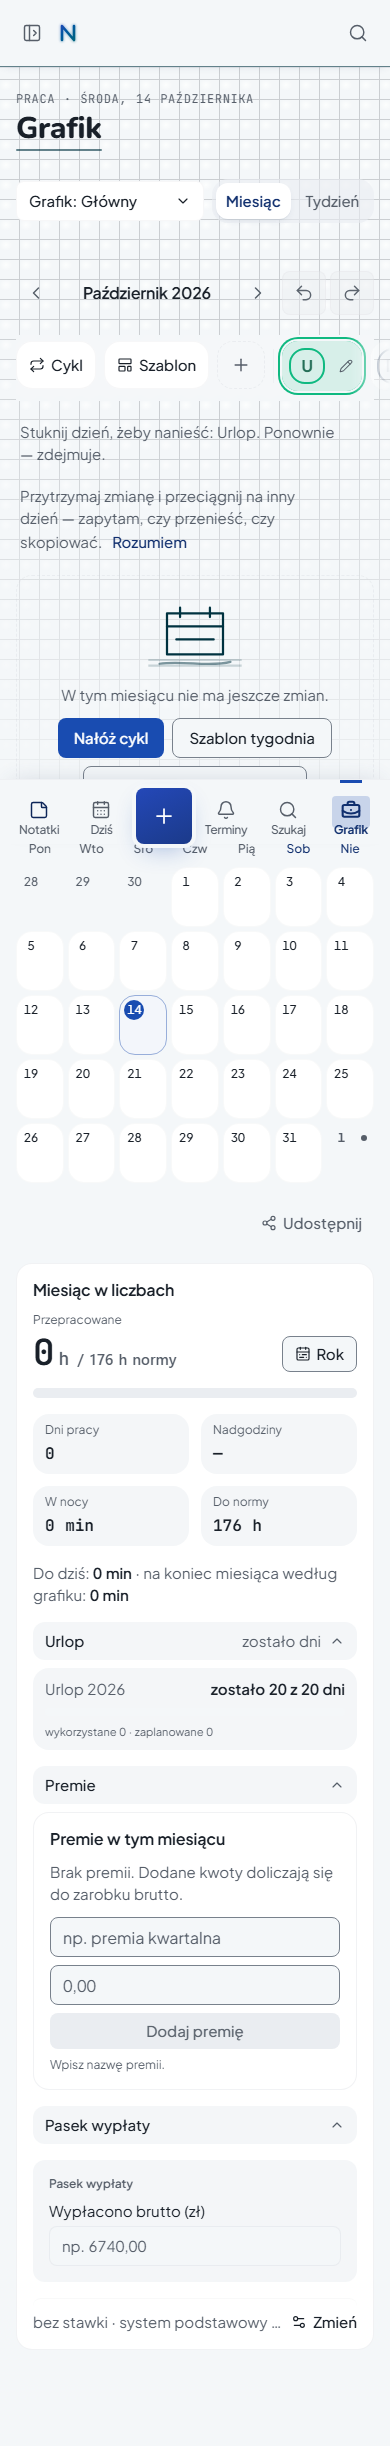 N
PRACA · ŚRODA, 14 PAŹDZIERNIKA
Grafik
Grafik: Główny
Miesiąc Tydzień
Październik 2026
Cykl Szablon U
Stuknij dzień, żeby nanieść: Urlop. Ponownie
— zdejmuje.
Przytrzymaj zmianę i przeciągnij na inny
dzień — zapytam, czy przenieść, czy
skopiować. Rozumiem
W tym miesiącu nie ma jeszcze zmian.
Nałóż cykl Szablon tygodnia
Notatki Dziś Terminy Szukaj Grafik
Pon Wto Śro Czw Pią Sob Nie
28 29 30 1 2 3 4
5 6 7 8 9 10 11
12 13 14 15 16 17 18
19 20 21 22 23 24 25
26 27 28 29 30 31 1
Udostępnij
Miesiąc w liczbach
Przepracowane
0 h / 176 h normy
Rok
Dni pracy Nadgodziny
0 —
W nocy Do normy
0 min 176 h
Do dziś: 0 min · na koniec miesiąca według
grafiku: 0 min
Urlop zostało dni
Urlop 2026 zostało 20 z 20 dni
wykorzystane 0 · zaplanowane 0
Premie
Premie w tym miesiącu
Brak premii. Dodane kwoty doliczają się
do zarobku brutto.
np. premia kwartalna
0,00
Dodaj premię
Wpisz nazwę premii.
Pasek wypłaty
Pasek wypłaty
Wypłacono brutto (zł)
np. 6740,00
bez stawki · system podstawowy … Zmień